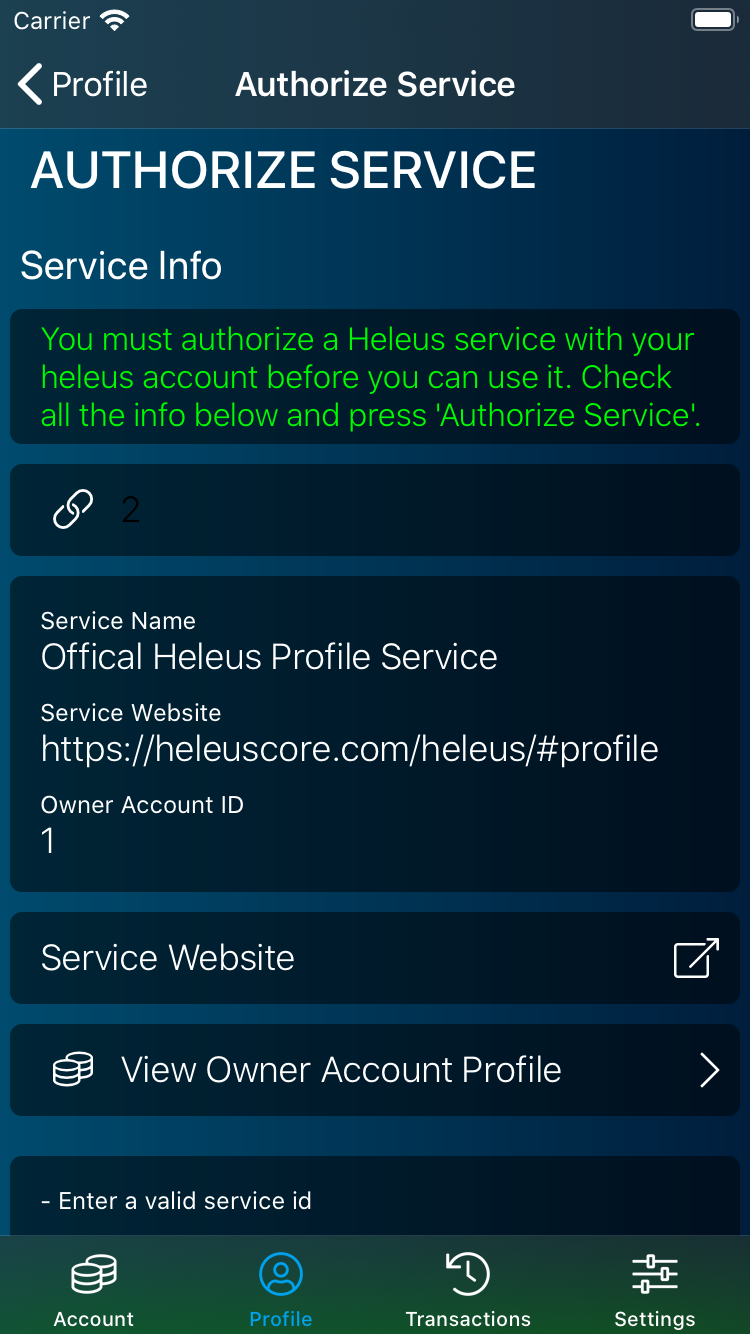 Carrier
Profile
Authorize Service
AUTHORIZE SERVICE
Service Info
You must authorize a Heleus service with your
heleus account before you can use it. Check
all the info below and press 'Authorize Service'.
2
Service Name
Offical Heleus Profile Service
Service Website
https://heleuscore.com/heleus/#profile
Owner Account ID
1
Service Website
View Owner Account Profile
- Enter a valid service id
Account
Profile
Transactions
Settings